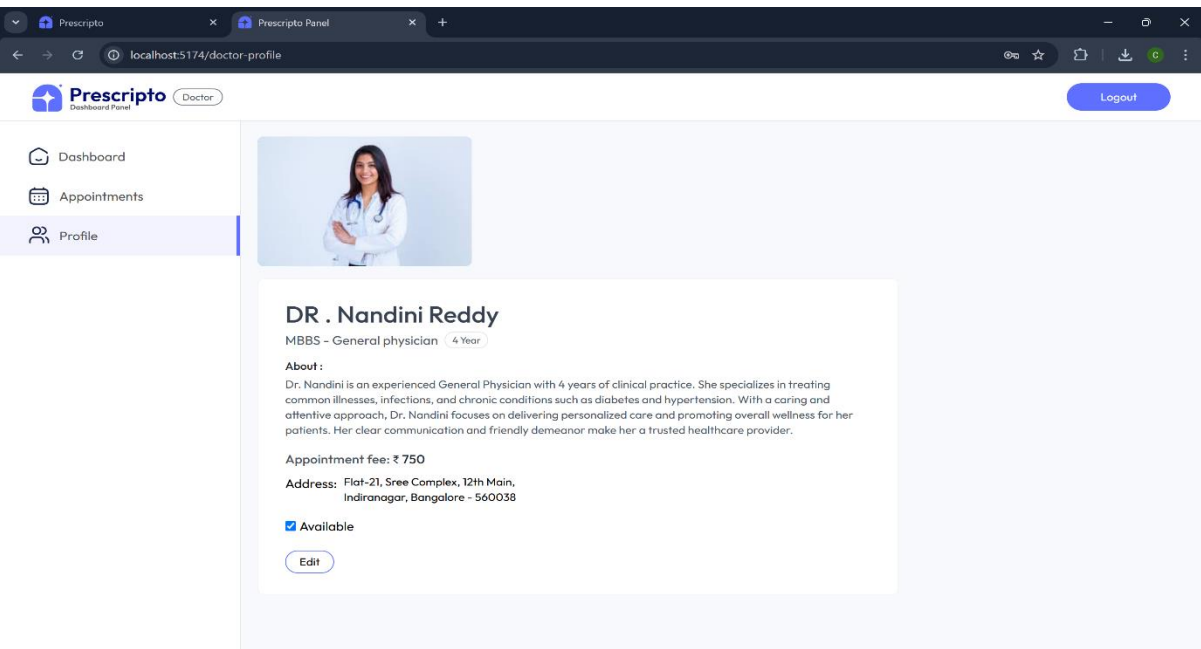 Prescripto
Prescripto Panel
localhost:5174/doctor-profile
C
Prescripto
Doctor
Dashboard Panel
Logout
Dashboard
Appointments
Profile
DR . Nandini Reddy
MBBS - General physician 4 Year
About :
Dr. Nandini is an experienced General Physician with 4 years of clinical practice. She specializes in treating
common illnesses, infections, and chronic conditions such as diabetes and hypertension. With a caring and
attentive approach, Dr. Nandini focuses on delivering personalized care and promoting overall wellness for her
patients. Her clear communication and friendly demeanor make her a trusted healthcare provider.
Appointment fee: ₹ 750
Address: Flat-21, Sree Complex, 12th Main,
Indiranagar, Bangalore - 560038
Available
Edit